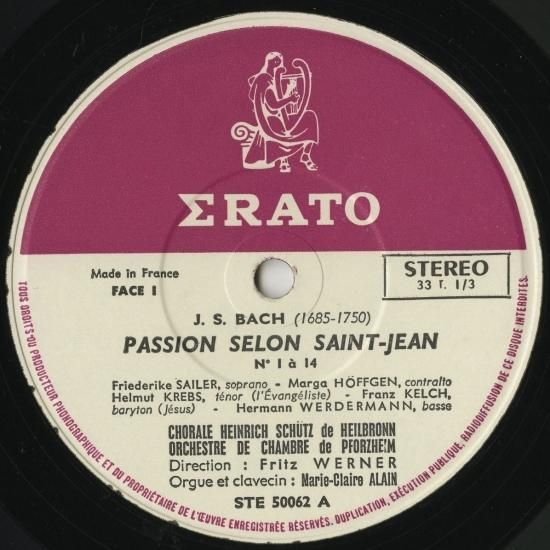 ΣRATO
Made in France
FACE 1
STEREO
33 T. 1/3
J. S. BACH (1685-1750)
PASSION SELON SAINT-JEAN
N° 1 à 14
Friederike SAILER, soprano - Marga HÖFFGEN, contralto
Helmut KREBS, ténor (l'Évangéliste) - Franz KELCH,
baryton (Jésus) - Hermann WERDERMANN, basse
CHORALE HEINRICH SCHÜTZ de HEILBRONN
ORCHESTRE DE CHAMBRE de PFORZHEIM
Direction : Fritz WERNER
Orgue et clavecin : Marie-Claire ALAIN
STE 50062 A
TOUS DROITS DU PRODUCTEUR PHONOGRAPHIQUE ET DU PROPRIÉTAIRE DE L'ŒUVRE ENREGISTRÉE RÉSERVÉS. DUPLICATION, EXÉCUTION PUBLIQUE, RADIODIFFUSION DE CE DISQUE INTERDITES.